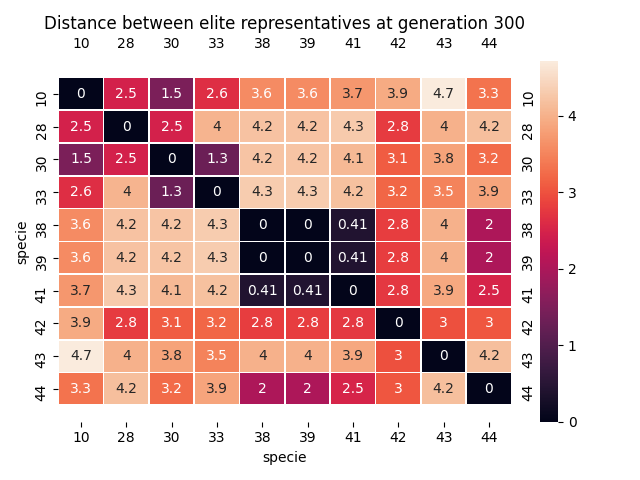 Distance between elite representatives at generation 300
10 28 30 33 38 39 41 42 43 44
10 0 2.5 1.5 2.6 3.6 3.6 3.7 3.9 4.7 3.3 10
28 2.5 0 2.5 4 4.2 4.2 4.3 2.8 4 4.2 28
30 1.5 2.5 0 1.3 4.2 4.2 4.1 3.1 3.8 3.2 30
33 2.6 4 1.3 0 4.3 4.3 4.2 3.2 3.5 3.9 33
38 3.6 4.2 4.2 4.3 0 0 0.41 2.8 4 2 38
39 3.6 4.2 4.2 4.3 0 0 0.41 2.8 4 2 39
41 3.7 4.3 4.1 4.2 0.41 0.41 0 2.8 3.9 2.5 41
42 3.9 2.8 3.1 3.2 2.8 2.8 2.8 0 3 3 42
43 4.7 4 3.8 3.5 4 4 3.9 3 0 4.2 43
44 3.3 4.2 3.2 3.9 2 2 2.5 3 4.2 0 44
10 28 30 33 38 39 41 42 43 44
specie
specie
4
3
2
1
0